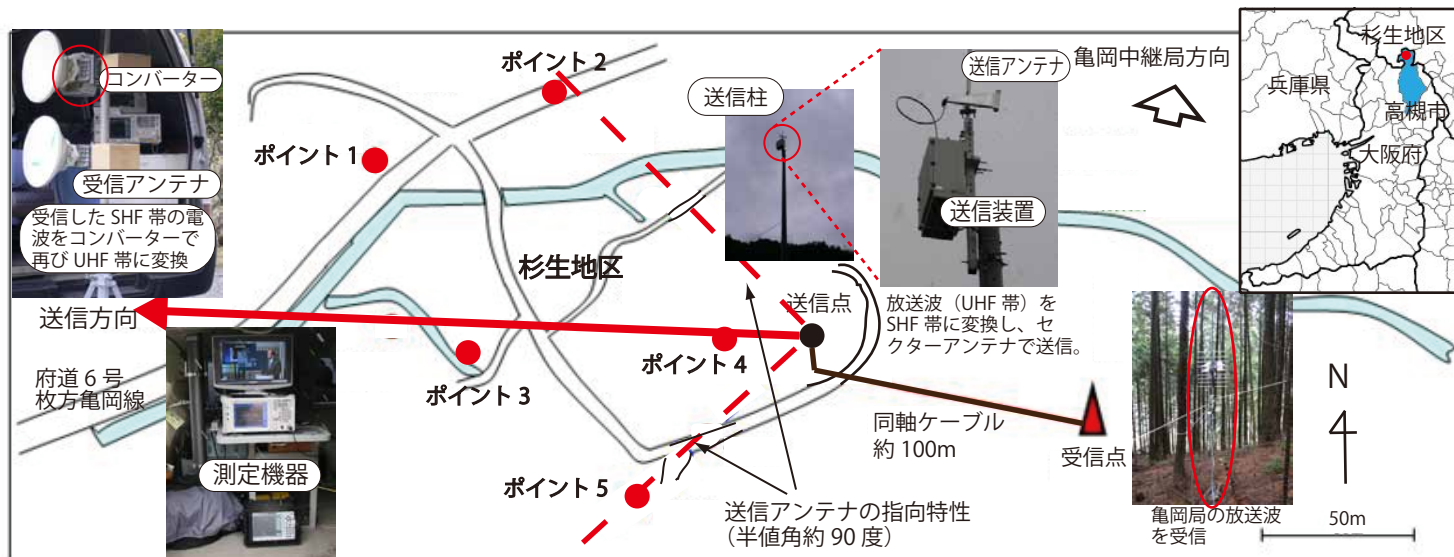 コンバーター
受信アンテナ
受信した SHF 帯の電
波をコンバーターで
再び UHF 帯に変換
ポイント 2
ポイント 1
送信柱
送信アンテナ
送信装置
亀岡中継局方向
杉生地区
兵庫県
高槻市
大阪府
杉生地区
送信方向
送信点
放送波（UHF 帯）を
SHF 帯に変換し、セ
クターアンテナで送信。
ポイント 4
ポイント 3
府道 6 号
枚方亀岡線
測定機器
同軸ケーブル
約 100m
受信点
N
ポイント 5
送信アンテナの指向特性
（半値角約 90 度）
亀岡局の放送波
を受信
50m